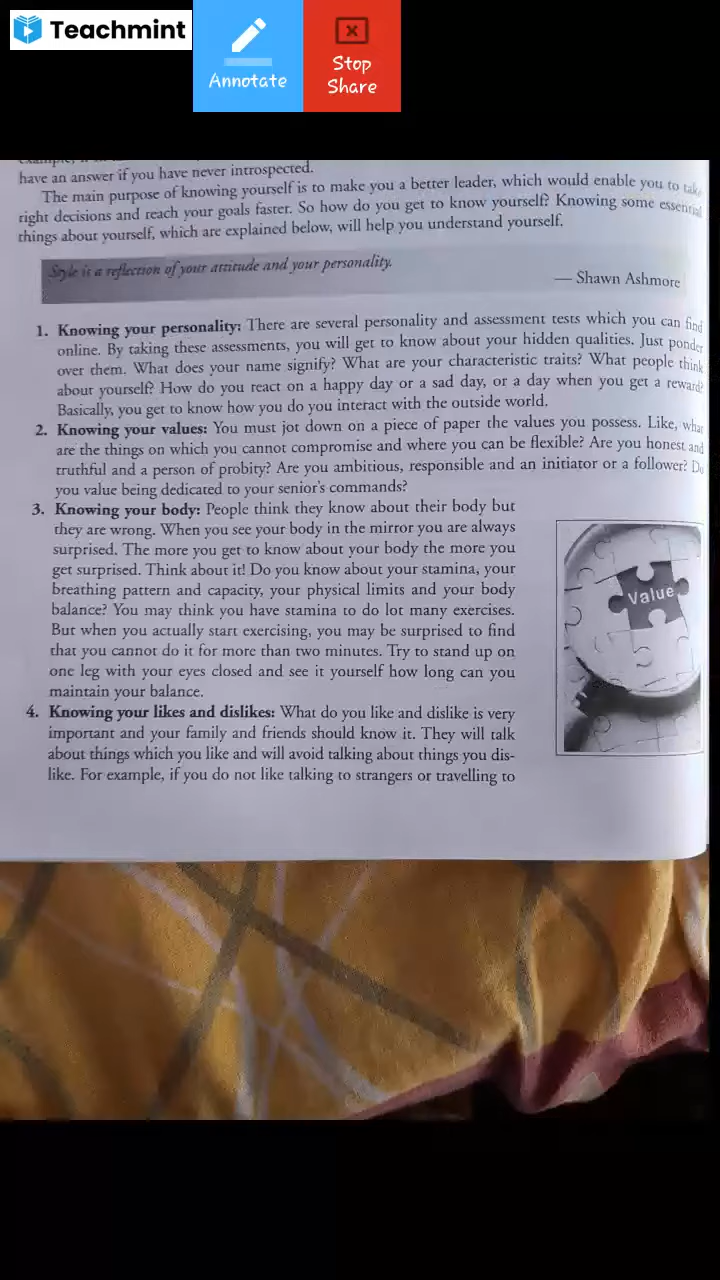 Teachmint
Annotate
Stop
Share
have an answer if you have never introspected.
The main purpose of knowing yourself is to make you a better leader, which would enable you to take
right decisions and reach your goals faster. So how do you get to know yourself? Knowing some essential
things about yourself, which are explained below, will help you understand yourself.
Style is a reflection of your attitude and your personality.
— Shawn Ashmore
1. Knowing your personality: There are several personality and assessment tests which you can find
online. By taking these assessments, you will get to know about your hidden qualities. Just ponder
over them. What does your name signify? What are your characteristic traits? What people think
about yourself? How do you react on a happy day or a sad day, or a day when you get a reward?
Basically, you get to know how you do you interact with the outside world.
2. Knowing your values: You must jot down on a piece of paper the values you possess. Like, what
are the things on which you cannot compromise and where you can be flexible? Are you honest and
truthful and a person of probity? Are you ambitious, responsible and an initiator or a follower? Do
you value being dedicated to your senior's commands?
3. Knowing your body: People think they know about their body but
they are wrong. When you see your body in the mirror you are always
surprised. The more you get to know about your body the more you
get surprised. Think about it! Do you know about your stamina, your
breathing pattern and capacity, your physical limits and your body
balance? You may think you have stamina to do lot many exercises.
But when you actually start exercising, you may be surprised to find
that you cannot do it for more than two minutes. Try to stand up on
one leg with your eyes closed and see it yourself how long can you
maintain your balance.
Value
4. Knowing your likes and dislikes: What do you like and dislike is very
important and your family and friends should know it. They will talk
about things which you like and will avoid talking about things you dis-
like. For example, if you do not like talking to strangers or travelling to